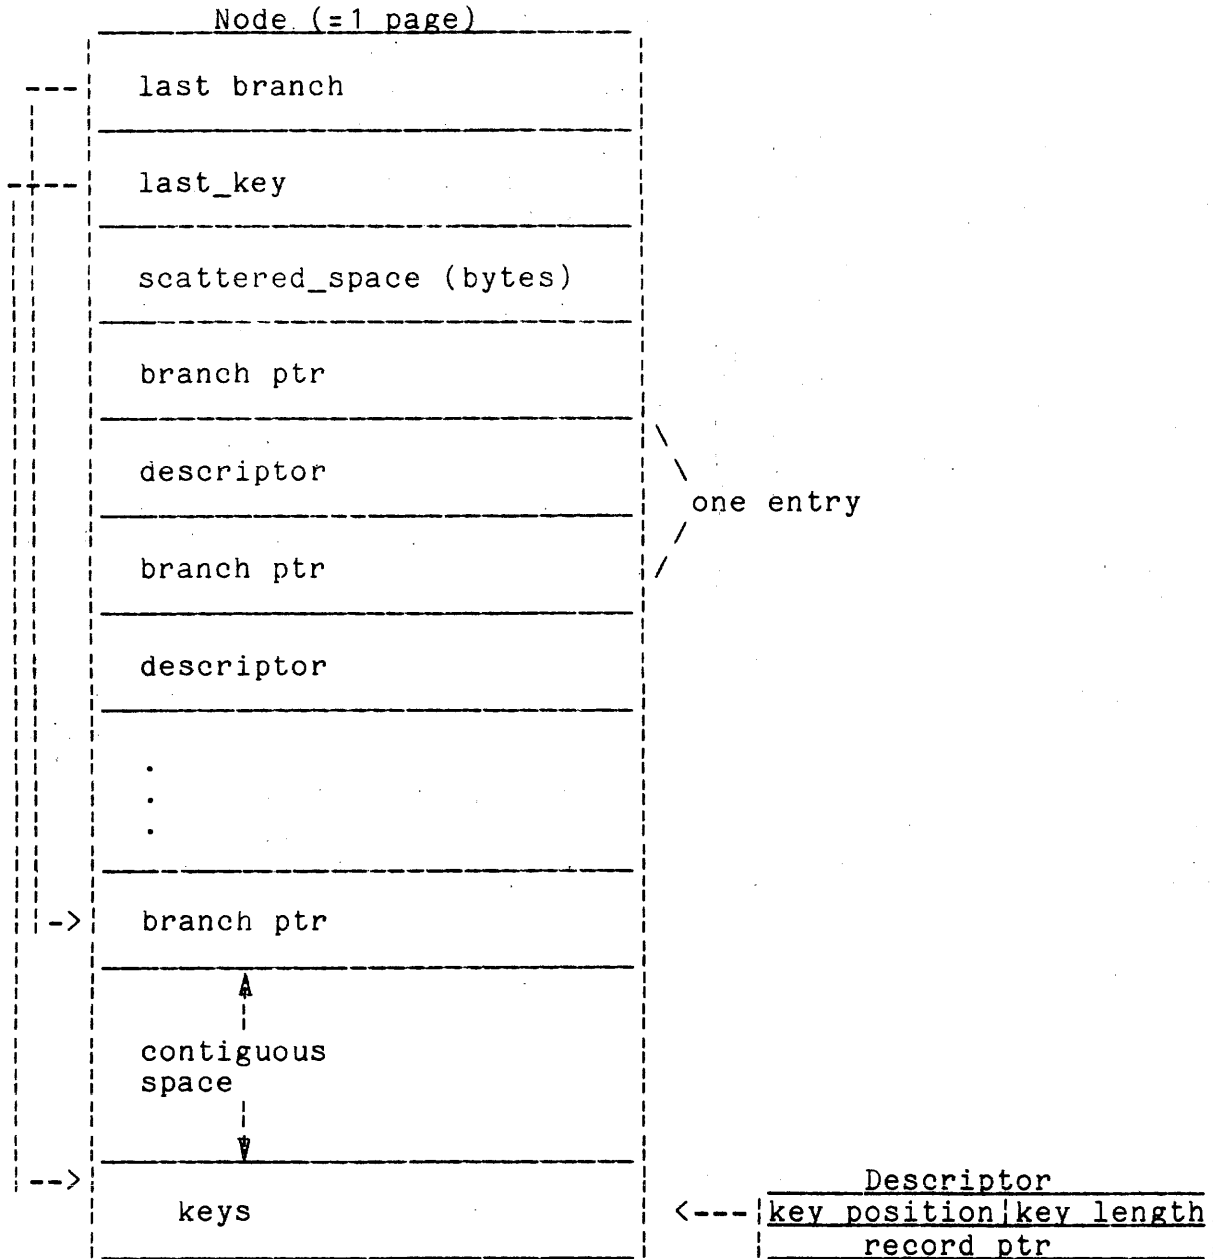 Node (=1 page)
last branch
last_key
scattered_space (bytes)
branch ptr
descriptor
one entry
branch ptr
descriptor
.
.
.
branch ptr
contiguous
space
keys
Descriptor
key position|key length
record ptr